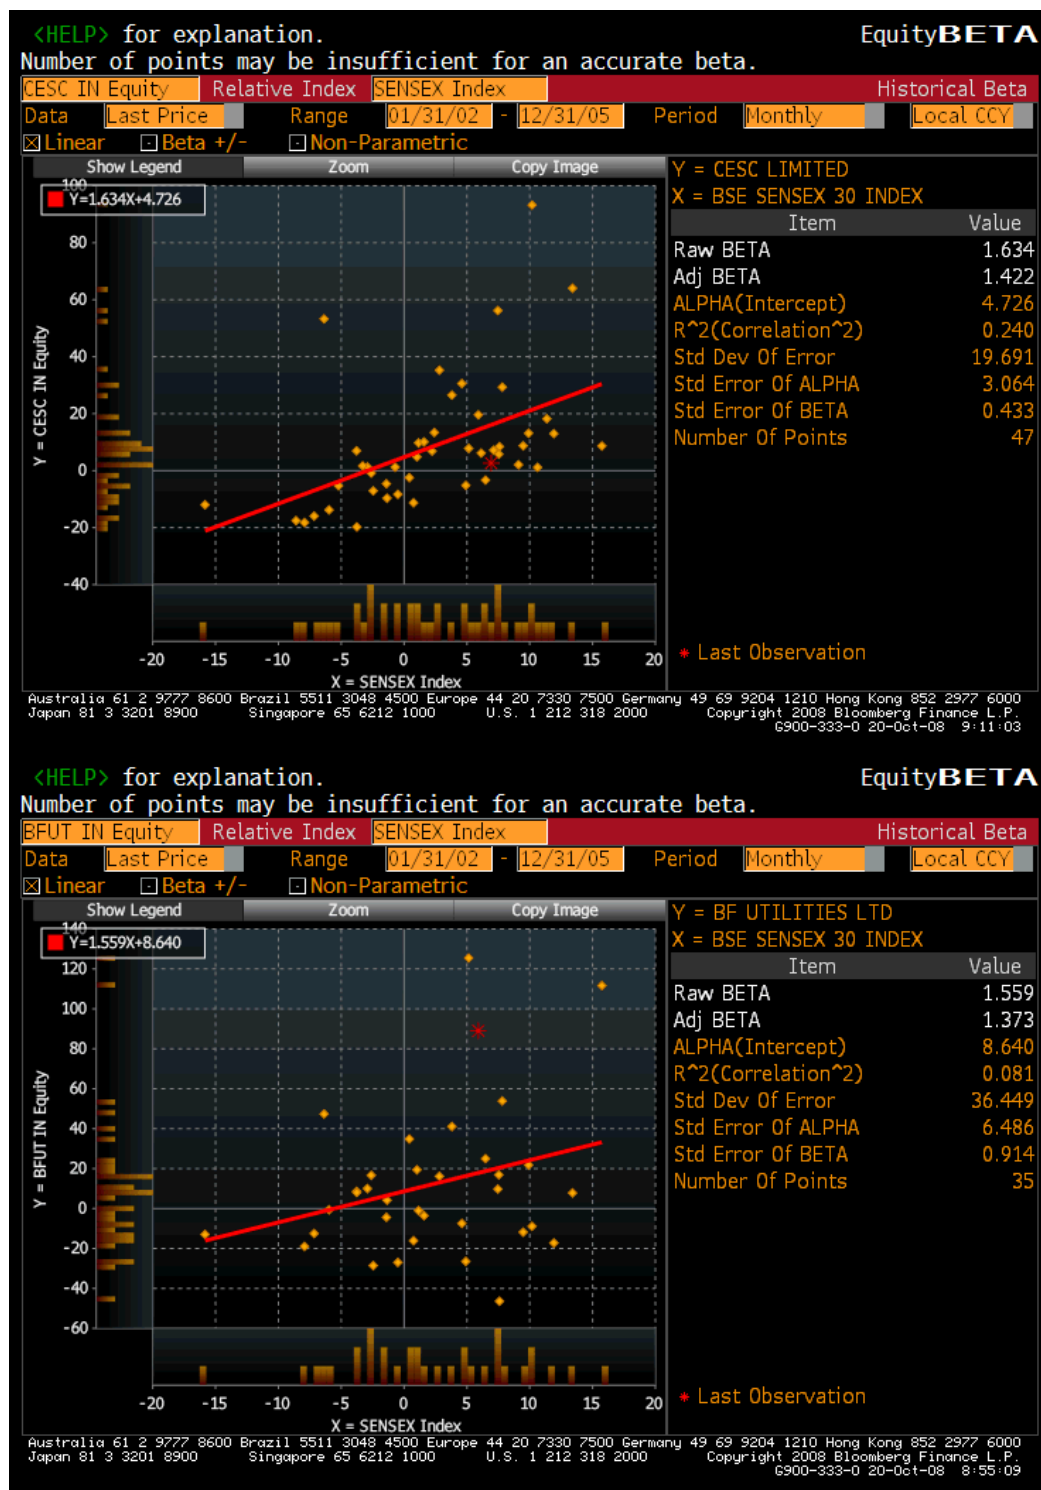 <HELP> for explanation. EquityBETA
Number of points may be insufficient for an accurate beta.
CESC IN Equity Relative Index SENSEX Index Historical Beta
Data Last Price Range 01/31/02 - 12/31/05 Period Monthly Local CCY
Linear Beta +/- Non-Parametric
Show Legend Zoom Copy Image
Y = CESC LIMITED
X = BSE SENSEX 30 INDEX
Item Value
Raw BETA 1.634
Adj BETA 1.422
ALPHA(Intercept) 4.726
R^2(Correlation^2) 0.240
Std Dev Of Error 19.691
Std Error Of ALPHA 3.064
Std Error Of BETA 0.433
Number Of Points 47
* Last Observation
Y=1.634X+4.726
100
80
60
40
20
0
-20
-40
Y = CESC IN Equity
-20 -15 -10 -5 0 5 10 15 20
X = SENSEX Index
Australia 61 2 9777 8600 Brazil 5511 3048 4500 Europe 44 20 7330 7500 Germany 49 69 9204 1210 Hong Kong 852 2977 6000
Japan 81 3 3201 8900 Singapore 65 6212 1000 U.S. 1 212 318 2000 Copyright 2008 Bloomberg Finance L.P.
G900-333-0 20-Oct-08 9:11:03
<HELP> for explanation. EquityBETA
Number of points may be insufficient for an accurate beta.
BFUT IN Equity Relative Index SENSEX Index Historical Beta
Data Last Price Range 01/31/02 - 12/31/05 Period Monthly Local CCY
Linear Beta +/- Non-Parametric
Show Legend Zoom Copy Image
Y = BF UTILITIES LTD
X = BSE SENSEX 30 INDEX
Item Value
Raw BETA 1.559
Adj BETA 1.373
ALPHA(Intercept) 8.640
R^2(Correlation^2) 0.081
Std Dev Of Error 36.449
Std Error Of ALPHA 6.486
Std Error Of BETA 0.914
Number Of Points 35
* Last Observation
Y=1.559X+8.640
140
120
100
80
60
40
20
0
-20
-40
-60
Y = BFUT IN Equity
-20 -15 -10 -5 0 5 10 15 20
X = SENSEX Index
Australia 61 2 9777 8600 Brazil 5511 3048 4500 Europe 44 20 7330 7500 Germany 49 69 9204 1210 Hong Kong 852 2977 6000
Japan 81 3 3201 8900 Singapore 65 6212 1000 U.S. 1 212 318 2000 Copyright 2008 Bloomberg Finance L.P.
G900-333-0 20-Oct-08 8:55:09